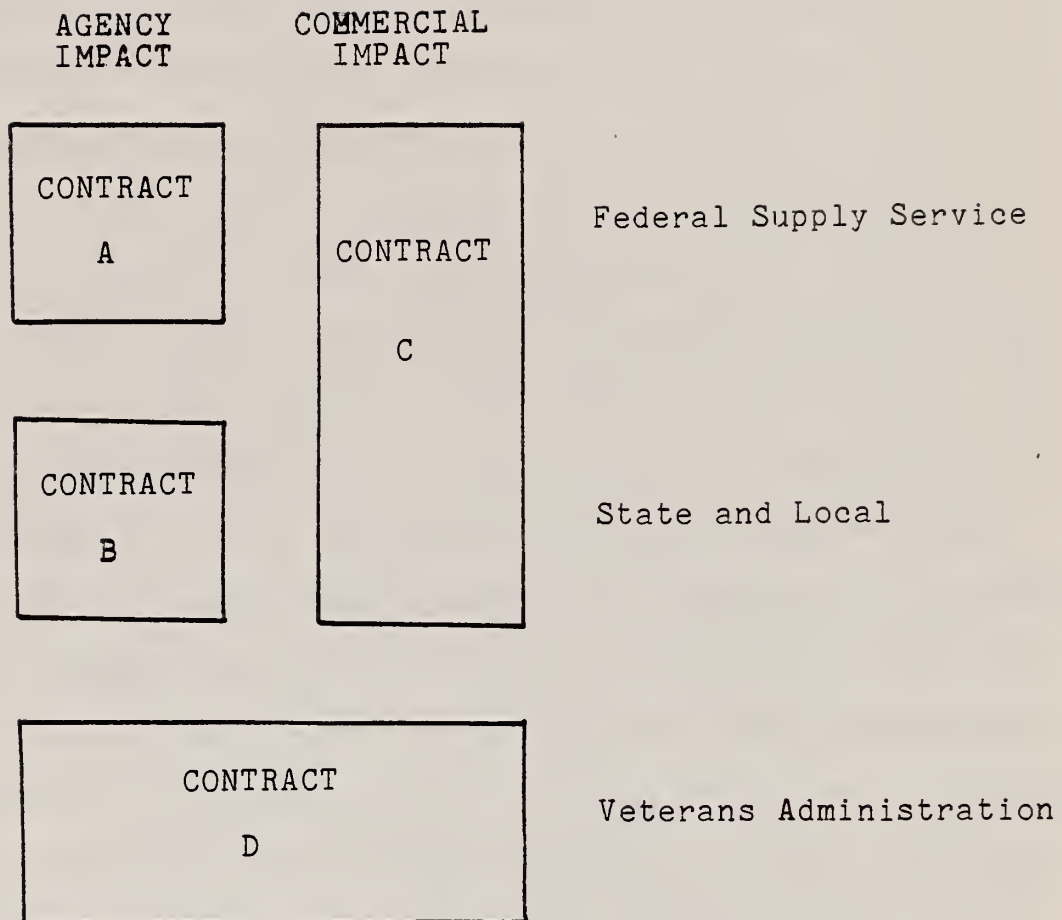 AGENCY
IMPACT
COMMERCIAL
IMPACT
CONTRACT
A
CONTRACT
C
Federal Supply Service
CONTRACT
B
State and Local
CONTRACT
D
Veterans Administration